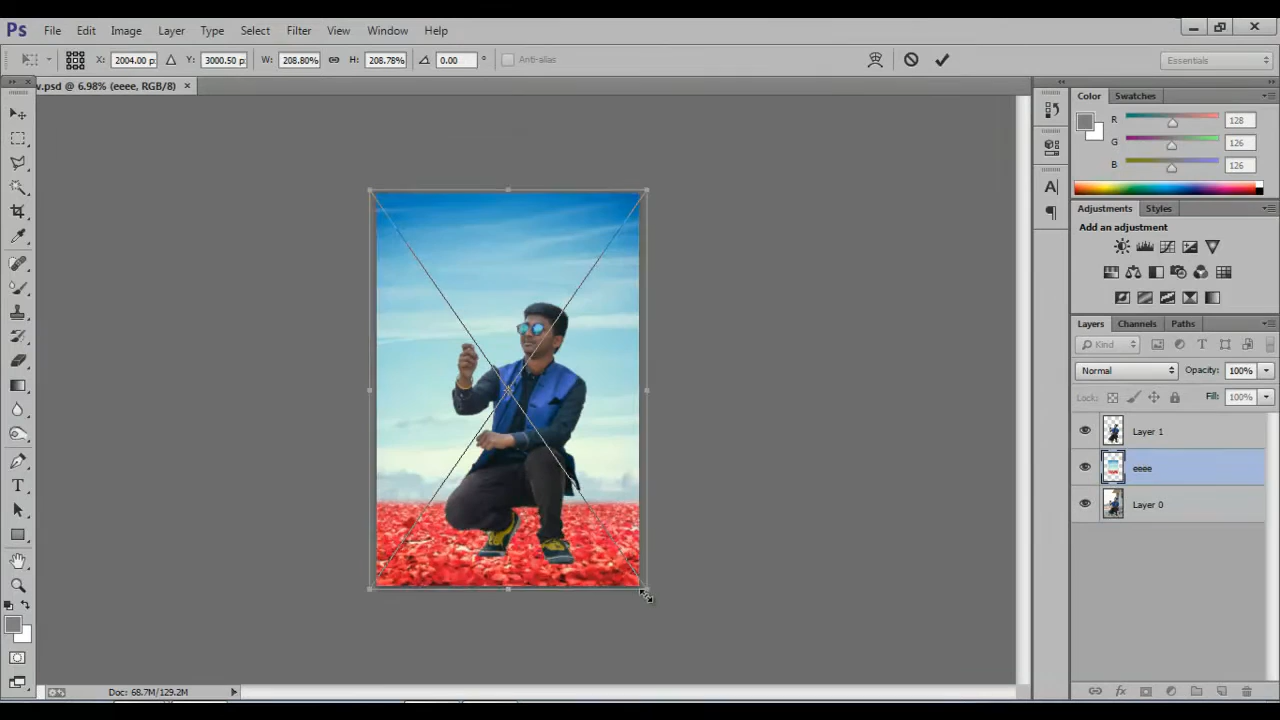 Ps File Edit Image Layer Type Select Filter View Window Help
X: 2004.00 p Y: 3000.50 p W: 208.80% H: 208.78% 0.00 ° Anti-alias Essentials
v.psd @ 6.98% (eeee, RGB/8) ×
Color Swatches
R 128
G 126
B 126
Adjustments Styles
Add an adjustment
Layers Channels Paths
Kind
Normal Opacity: 100%
Lock: Fill: 100%
Layer 1
eeee
Layer 0
Doc: 68.7M/129.2M